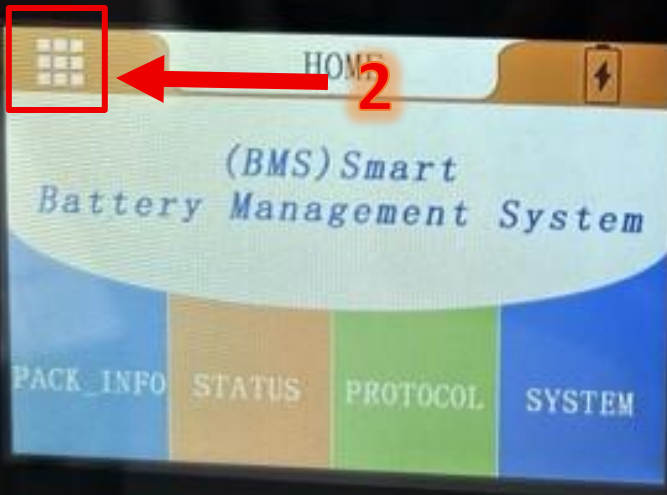 HOME
2
(BMS)Smart
Battery Management System
PACK_INFO STATUS PROTOCOL SYSTEM